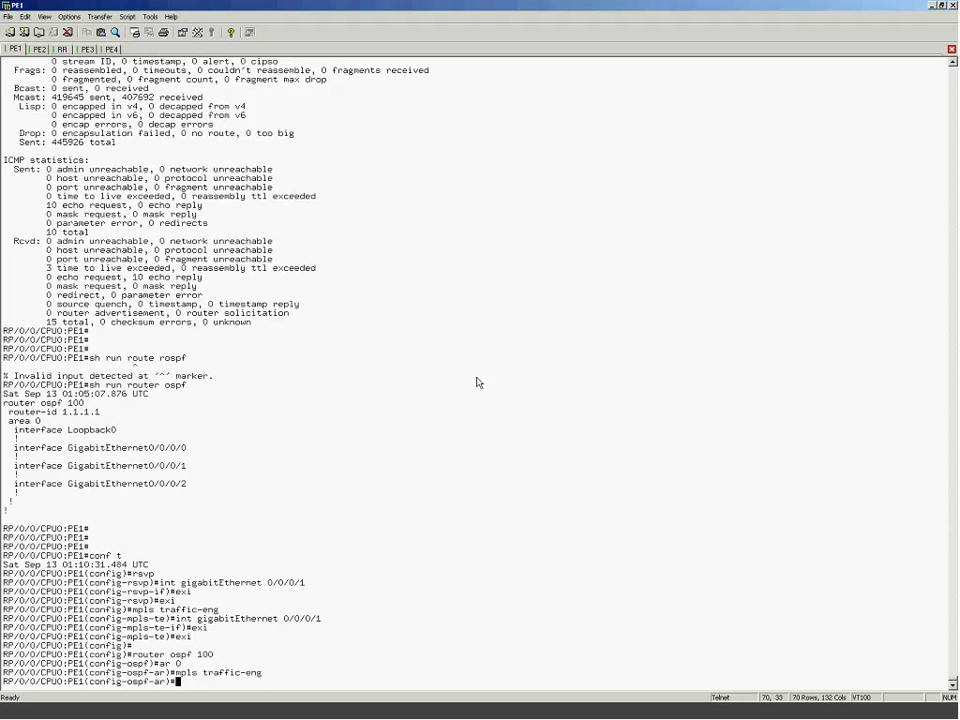 PE1
File Edit View Options Transfer Script Tools Help
PE1 PE2 RR PE3 PE4
0 stream ID, 0 timestamp, 0 alert, 0 cipso
Frags: 0 reassembled, 0 timeouts, 0 couldn't reassemble, 0 fragments received
0 fragmented, 0 fragment count, 0 fragment max drop
Bcast: 0 sent, 0 received
Mcast: 419645 sent, 407692 received
Lisp: 0 encapped in v4, 0 decapped from v4
0 encapped in v6, 0 decapped from v6
0 encap errors, 0 decap errors
Drop: 0 encapsulation failed, 0 no route, 0 too big
Sent: 445926 total
ICMP statistics:
Sent: 0 admin unreachable, 0 network unreachable
0 host unreachable, 0 protocol unreachable
0 port unreachable, 0 fragment unreachable
0 time to live exceeded, 0 reassembly ttl exceeded
10 echo request, 0 echo reply
0 mask request, 0 mask reply
0 parameter error, 0 redirects
10 total
Rcvd: 0 admin unreachable, 0 network unreachable
0 host unreachable, 0 protocol unreachable
0 port unreachable, 0 fragment unreachable
3 time to live exceeded, 0 reassembly ttl exceeded
0 echo request, 10 echo reply
0 mask request, 0 mask reply
0 redirect, 0 parameter error
0 source quench, 0 timestamp, 0 timestamp reply
0 router advertisement, 0 router solicitation
15 total, 0 checksum errors, 0 unknown
RP/0/0/CPU0:PE1#
RP/0/0/CPU0:PE1#
RP/0/0/CPU0:PE1#
RP/0/0/CPU0:PE1#sh run route rospf
^
% Invalid input detected at '^' marker.
RP/0/0/CPU0:PE1#sh run router ospf
Sat Sep 13 01:05:07.876 UTC
router ospf 100
router-id 1.1.1.1
area 0
interface Loopback0
!
interface GigabitEthernet0/0/0/0
!
interface GigabitEthernet0/0/0/1
!
interface GigabitEthernet0/0/0/2
!
!
!
RP/0/0/CPU0:PE1#
RP/0/0/CPU0:PE1#
RP/0/0/CPU0:PE1#
RP/0/0/CPU0:PE1#conf t
Sat Sep 13 01:10:31.484 UTC
RP/0/0/CPU0:PE1(config)#rsvp
RP/0/0/CPU0:PE1(config-rsvp)#int gigabitEthernet 0/0/0/1
RP/0/0/CPU0:PE1(config-rsvp-if)#exi
RP/0/0/CPU0:PE1(config-rsvp)#exi
RP/0/0/CPU0:PE1(config)#mpls traffic-eng
RP/0/0/CPU0:PE1(config-mpls-te)#int gigabitEthernet 0/0/0/1
RP/0/0/CPU0:PE1(config-mpls-te-if)#exi
RP/0/0/CPU0:PE1(config-mpls-te)#exi
RP/0/0/CPU0:PE1(config)#
RP/0/0/CPU0:PE1(config)#router ospf 100
RP/0/0/CPU0:PE1(config-ospf)#ar 0
RP/0/0/CPU0:PE1(config-ospf-ar)#mpls traffic-eng
RP/0/0/CPU0:PE1(config-ospf-ar)#
Ready Telnet 70, 33 70 Rows, 132 Cols VT100 NUM